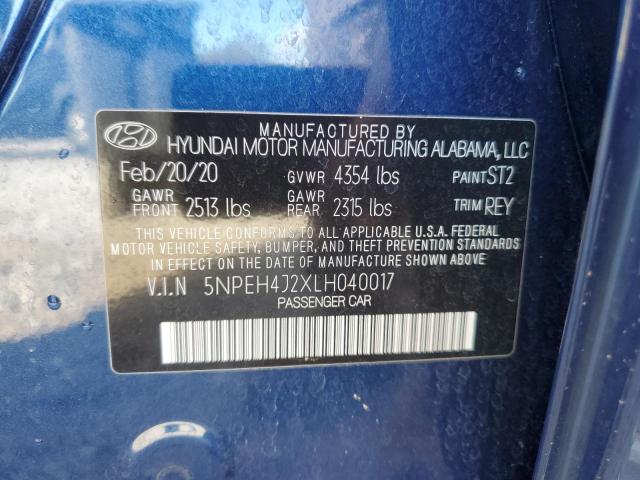 MANUFACTURED BY
HYUNDAI MOTOR MANUFACTURING ALABAMA, LLC
Feb/20/20 GVWR 4354 lbs PAINT ST2
GAWR FRONT 2513 lbs GAWR REAR 2315 lbs TRIM REY
THIS VEHICLE CONFORMS TO ALL APPLICABLE U.S.A. FEDERAL
MOTOR VEHICLE SAFETY, BUMPER, AND THEFT PREVENTION STANDARDS
IN EFFECT ON THE DATE OF MANUFACTURE SHOWN ABOVE.
V.I.N 5NPEH4J2XLH040017
PASSENGER CAR